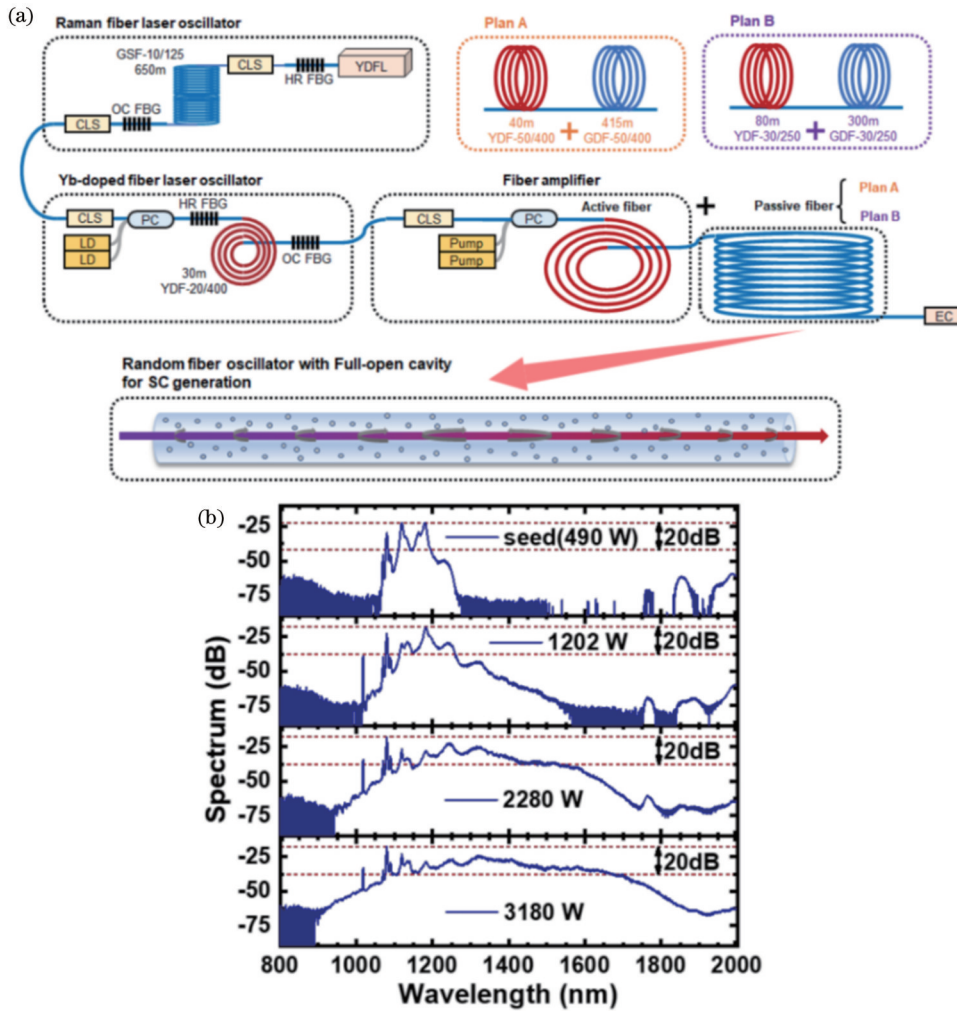 (a)
Raman fiber laser oscillator
GSF-10/125
650m
CLS
HR FBG
YDFL
OC FBG
CLS
Plan A
40m
YDF-50/400
+
415m
GDF-50/400
Plan B
80m
YDF-30/250
+
300m
GDF-30/250
Yb-doped fiber laser oscillator
HR FBG
CLS
PC
LD
LD
30m
YDF-20/400
OC FBG
Fiber amplifier
Active fiber
CLS
PC
Pump
Pump
+
Passive fiber
Plan A
Plan B
EC
Random fiber oscillator with Full-open cavity
for SC generation
(b)
Spectrum (dB)
-25
-50
-75
seed(490 W)
20dB
-25
-50
-75
1202 W
20dB
-25
-50
-75
2280 W
20dB
-25
-50
-75
3180 W
20dB
800 1000 1200 1400 1600 1800 2000
Wavelength (nm)